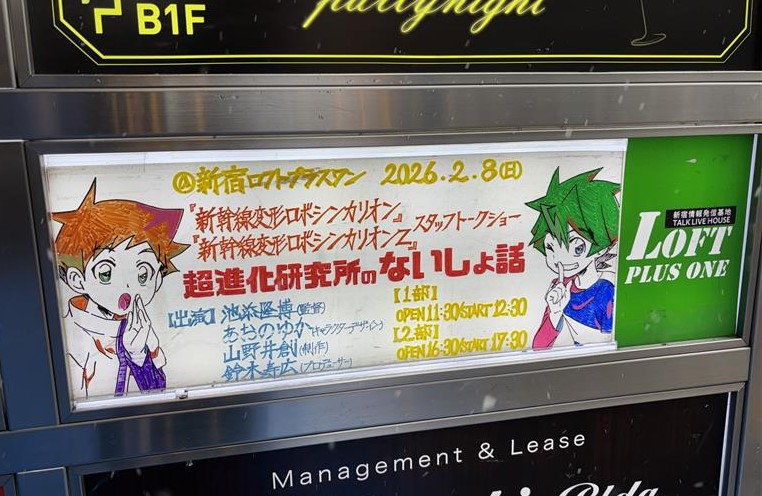 B1F
@新宿ロフトプラスワン 2026.2.8(日)
『新幹線変形ロボシンカリオン』
『新幹線変形ロボシンカリオンZ』
スタッフトークショー
超進化研究所のないしょ話
【出演】池添隆博(監督)
あおのゆか(キャラクターデザイン)
山野井創(制作)
鈴木寿広(プロデューサー)
【1部】
OPEN 11:30/START 12:30
【2部】
OPEN 16:30/START 17:30
新宿情報発信基地
TALK LIVE HOUSE
LOFT
PLUS ONE
Management & Lease
Bldg